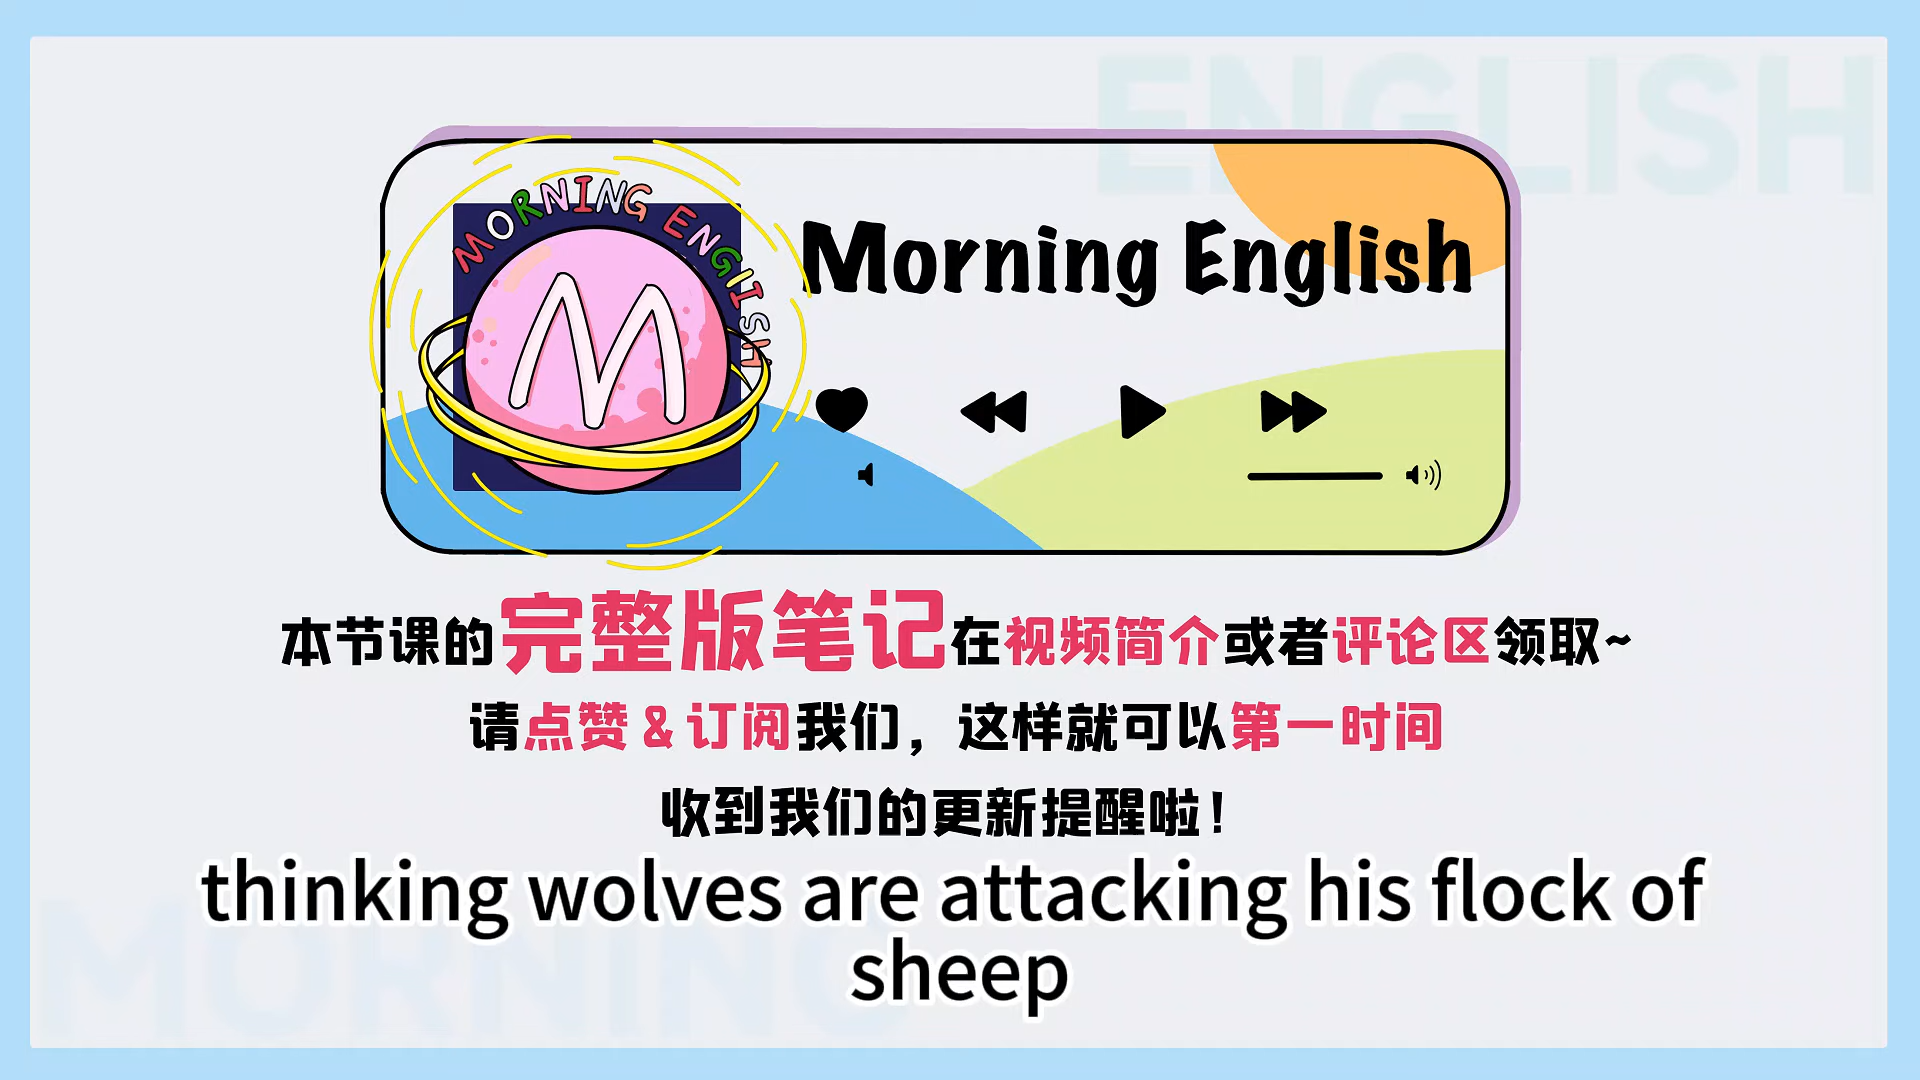 ENGLISH
MORNING ENGLISH
M
Morning English
本节课的完整版笔记在视频简介或者评论区领取~
请点赞&订阅我们，这样就可以第一时间
收到我们的更新提醒啦！
thinking wolves are attacking his flock of
sheep
MORNING